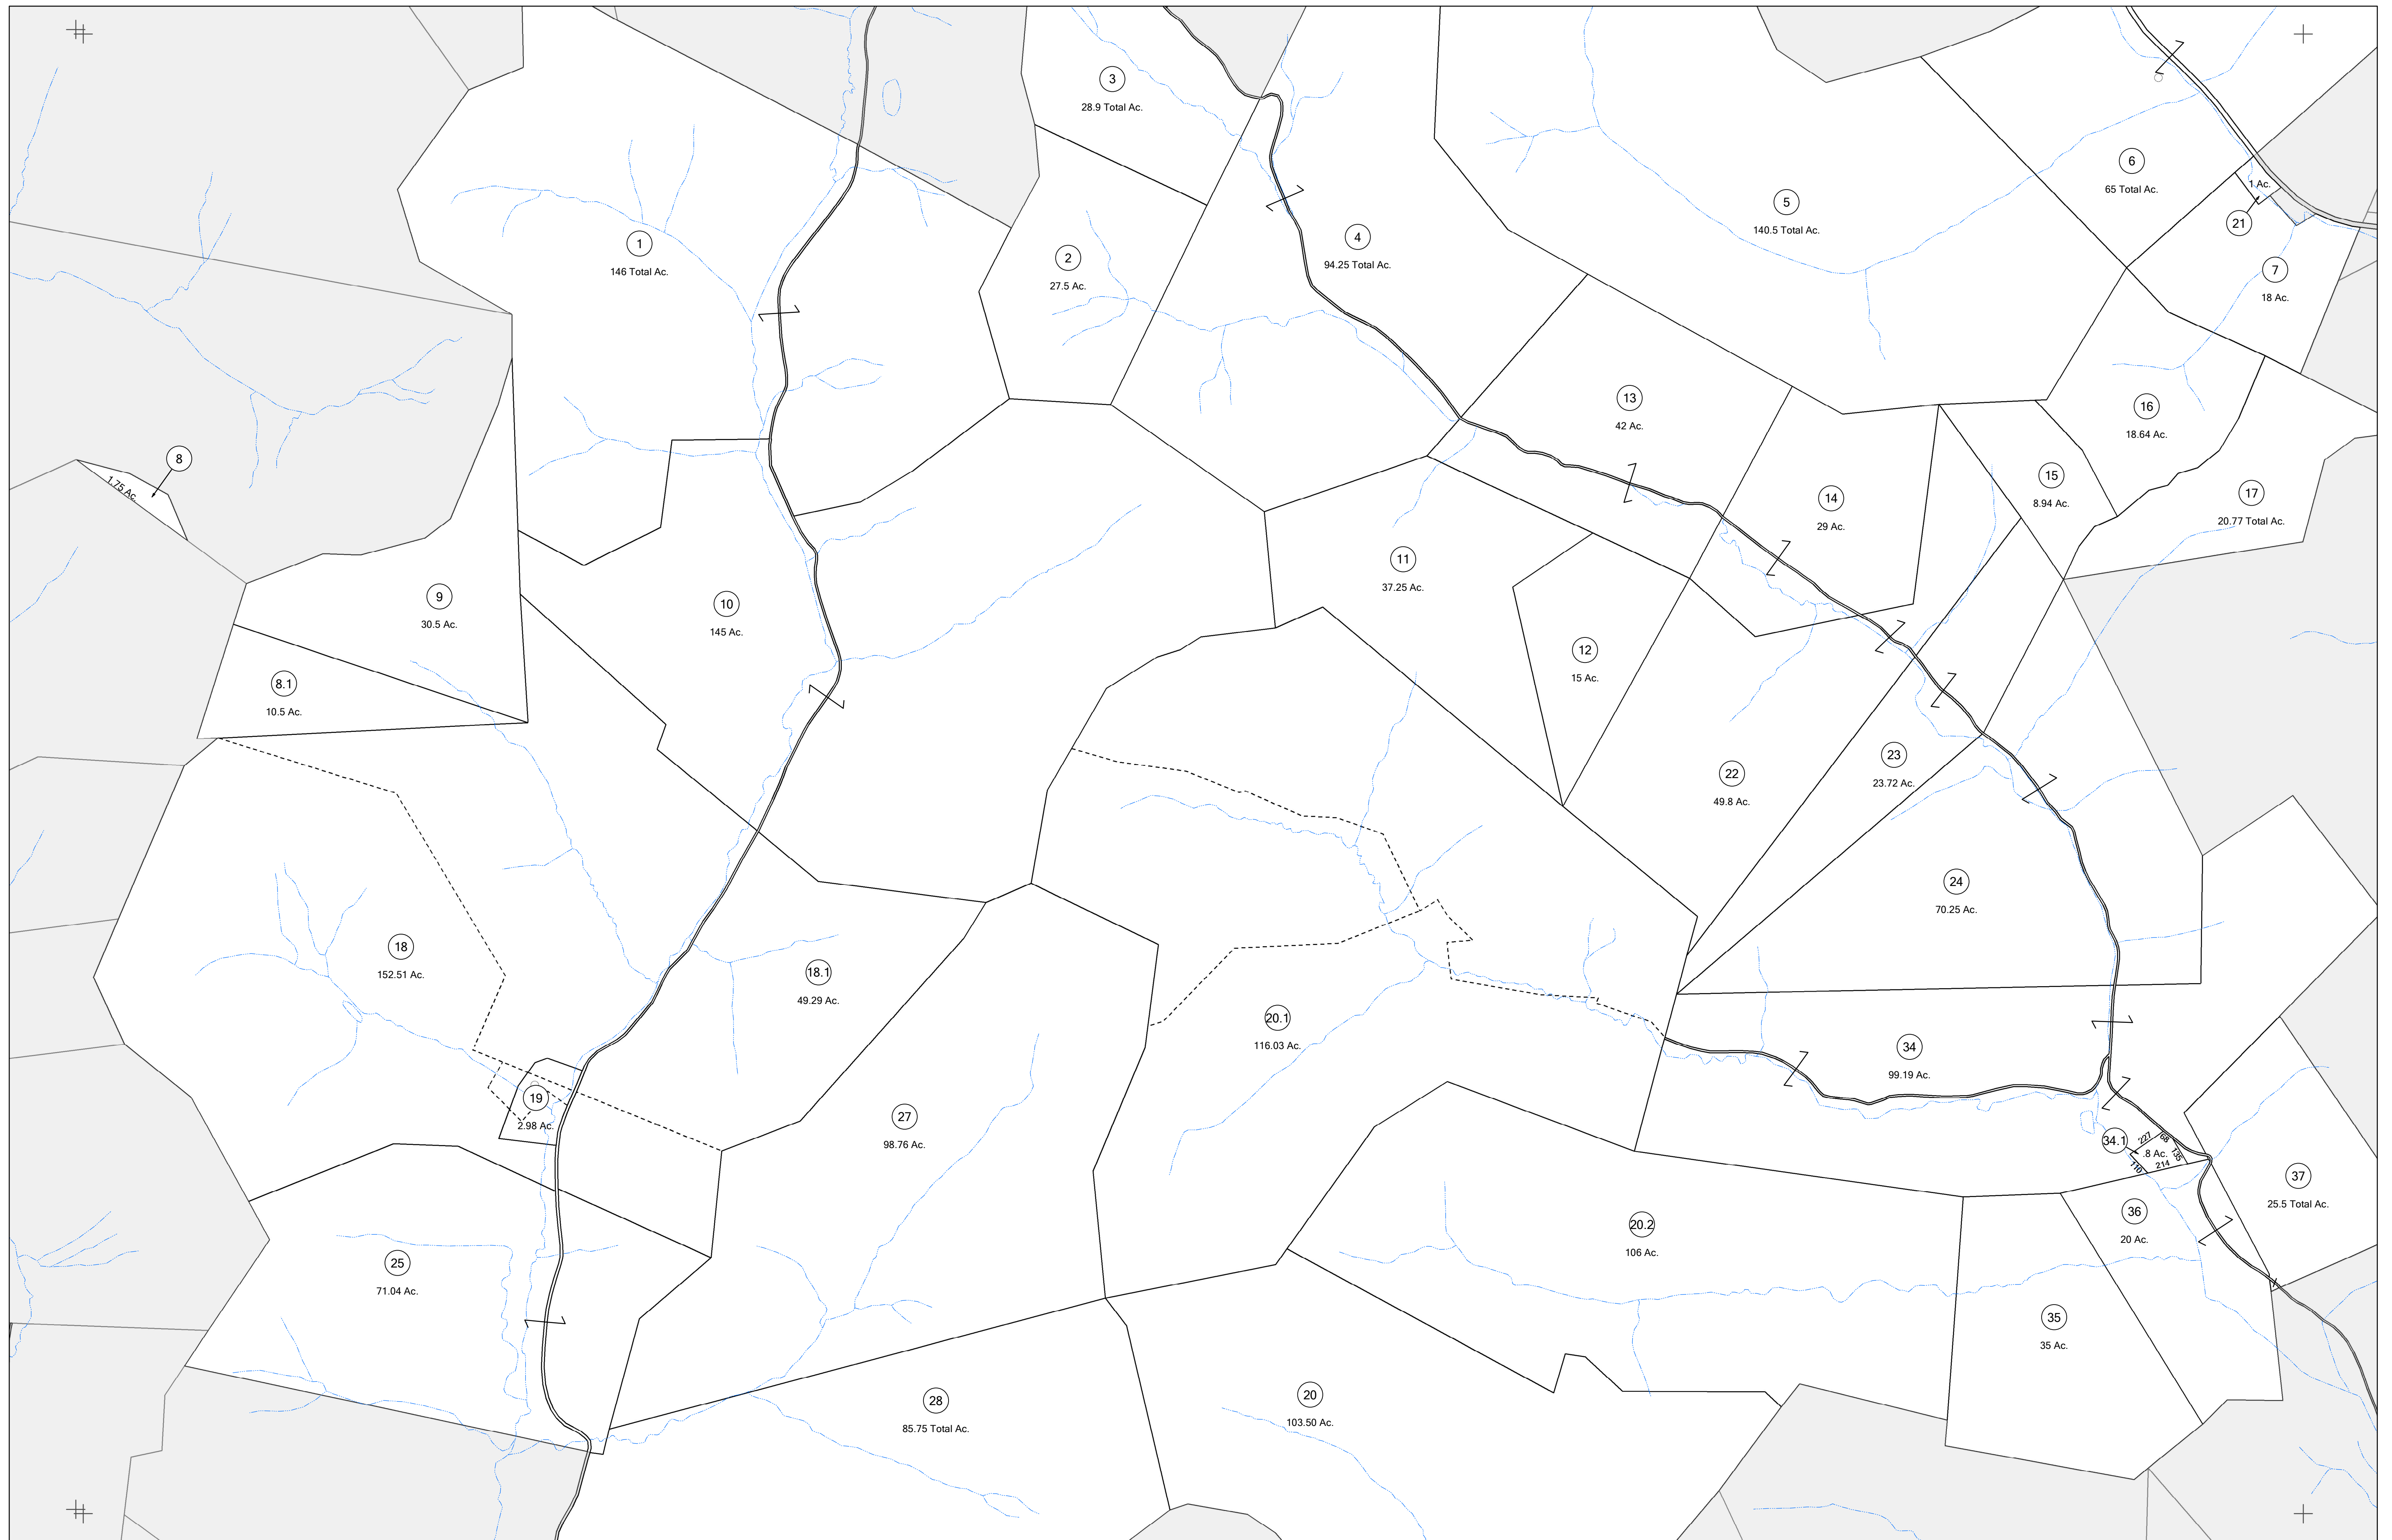 3
28.9 Total Ac.
6
65 Total Ac.
1 Ac.
21
5
140.5 Total Ac.
4
94.25 Total Ac.
1
146 Total Ac.
2
27.5 Ac.
7
18 Ac.
13
42 Ac.
16
18.64 Ac.
8
1.75 Ac.
15
8.94 Ac.
17
20.77 Total Ac.
14
29 Ac.
11
37.25 Ac.
9
30.5 Ac.
10
145 Ac.
12
15 Ac.
8.1
10.5 Ac.
23
23.72 Ac.
22
49.8 Ac.
24
70.25 Ac.
18
152.51 Ac.
18.1
49.29 Ac.
20.1
116.03 Ac.
34
99.19 Ac.
19
2.98 Ac.
27
98.76 Ac.
34.1
227
68
.8 Ac.
135
214
110
37
25.5 Total Ac.
36
20 Ac.
20.2
106 Ac.
25
71.04 Ac.
35
35 Ac.
28
85.75 Total Ac.
20
103.50 Ac.